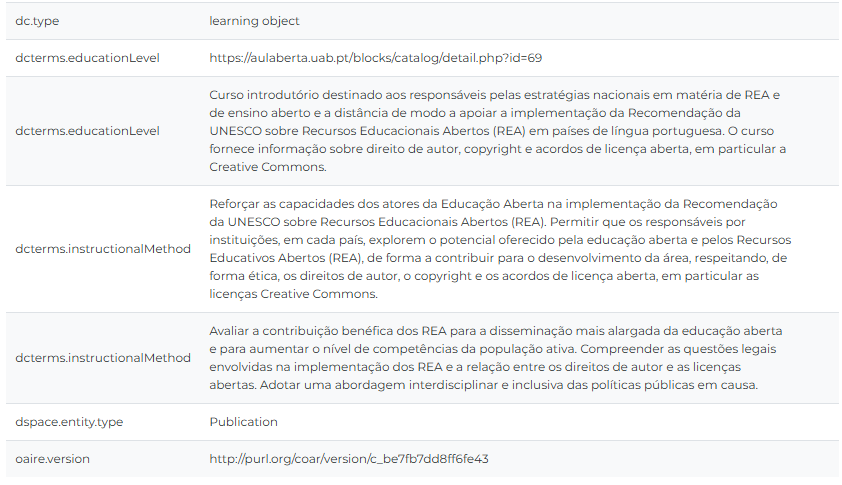 dc.type
learning object
dcterms.educationLevel
https://aulaberta.uab.pt/blocks/catalog/detail.php?id=69
dcterms.educationLevel
Curso introdutório destinado aos responsáveis pelas estratégias nacionais em matéria de REA e
de ensino aberto e a distância de modo a apoiar a implementação da Recomendação da
UNESCO sobre Recursos Educacionais Abertos (REA) em países de língua portuguesa. O curso
fornece informação sobre direito de autor, copyright e acordos de licença aberta, em particular a
Creative Commons.
dcterms.instructionalMethod
Reforçar as capacidades dos atores da Educação Aberta na implementação da Recomendação
da UNESCO sobre Recursos Educacionais Abertos (REA). Permitir que os responsáveis por
instituições, em cada país, explorem o potencial oferecido pela educação aberta e pelos Recursos
Educativos Abertos (REA), de forma a contribuir para o desenvolvimento da área, respeitando, de
forma ética, os direitos de autor, o copyright e os acordos de licença aberta, em particular as
licenças Creative Commons.
dcterms.instructionalMethod
Avaliar a contribuição benéfica dos REA para a disseminação mais alargada da educação aberta
e para aumentar o nível de competências da população ativa. Compreender as questões legais
envolvidas na implementação dos REA e a relação entre os direitos de autor e as licenças
abertas. Adotar uma abordagem interdisciplinar e inclusiva das políticas públicas em causa.
dspace.entity.type
Publication
oaire.version
http://purl.org/coar/version/c_be7fb7dd8ff6fe43